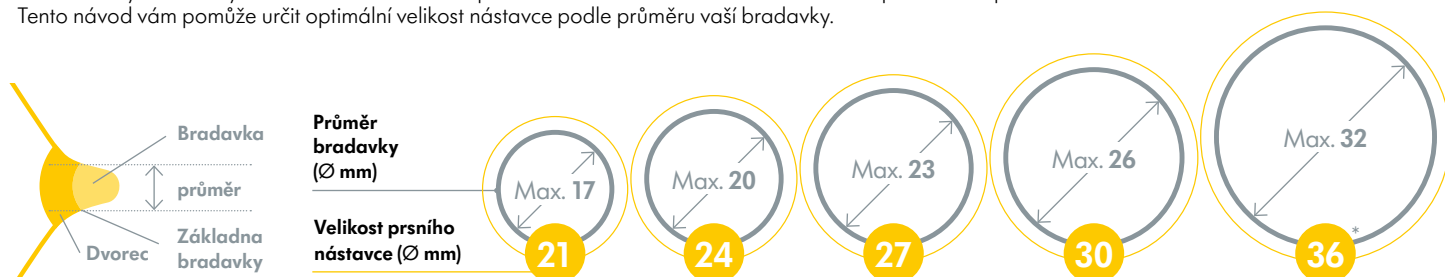 Tento návod vám pomůže určit optimální velikost nástavce podle průměru vaší bradavky.
Bradavka
průměr
Dvorec
Základna
bradavky
Průměr
bradavky
(Ø mm)
Max. 17
Max. 20
Max. 23
Max. 26
Max. 32
Velikost prsního
nástavce (Ø mm)
21
24
27
30
36*